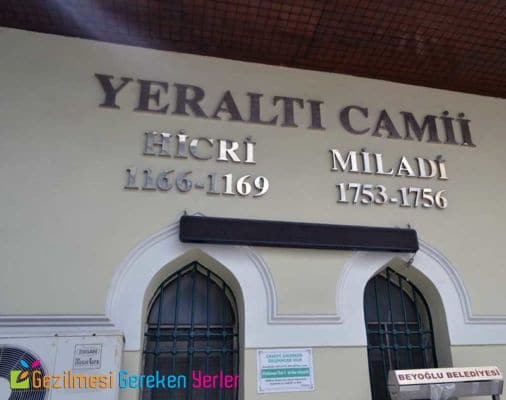 YERALTI CAMİİ
HİCRİ
1166-1169
MİLADİ
1753-1756
BEYOĞLU BELEDİYESİ
Gezilmesi Gereken Yerler